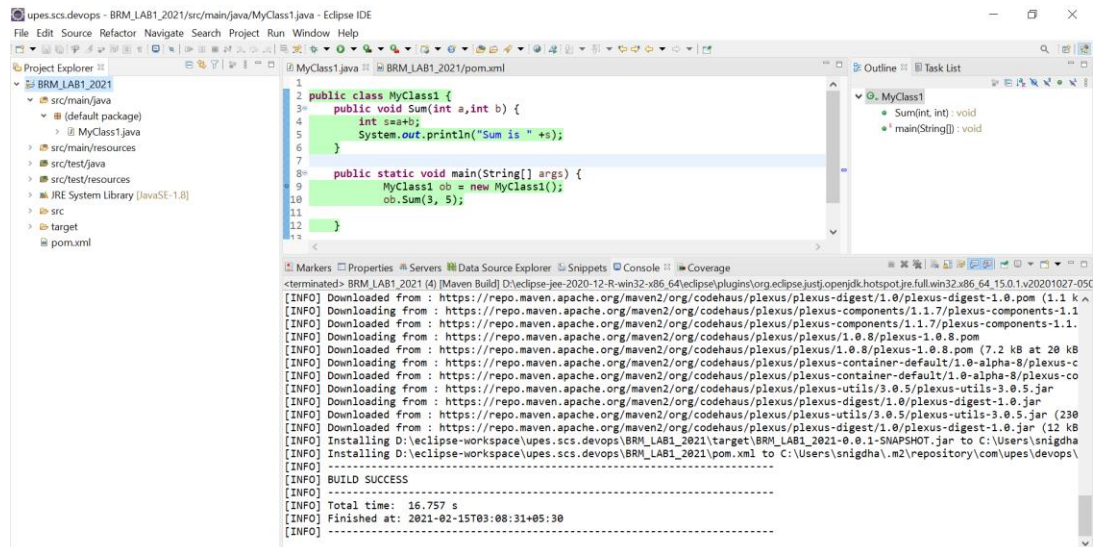 upes.scs.devops - BRM_LAB1_2021/src/main/java/MyClass1.java - Eclipse IDE
File Edit Source Refactor Navigate Search Project Run Window Help
Project Explorer
BRM_LAB1_2021
src/main/java
(default package)
MyClass1.java
src/main/resources
src/test/java
src/test/resources
JRE System Library [JavaSE-1.8]
src
target
pom.xml
MyClass1.java BRM_LAB1_2021/pom.xml
1
2 public class MyClass1 {
3 public void Sum(int a,int b) {
4 int s=a+b;
5 System.out.println("Sum is " +s);
6 }
7
8 public static void main(String[] args) {
9 MyClass1 ob = new MyClass1();
10 ob.Sum(3, 5);
11
12 }
13
Outline Task List
MyClass1
Sum(int, int) : void
main(String[]) : void
Markers Properties Servers Data Source Explorer Snippets Console Coverage
<terminated> BRM_LAB1_2021 (4) [Maven Build] D:\eclipse-jee-2020-12-R-win32-x86_64\eclipse\plugins\org.eclipse.justj.openjdk.hotspot.jre.full.win32.x86_64_15.0.1.v20201027-050
[INFO] Downloaded from : https://repo.maven.apache.org/maven2/org/codehaus/plexus/plexus-digest/1.0/plexus-digest-1.0.pom (1.1 k
[INFO] Downloading from : https://repo.maven.apache.org/maven2/org/codehaus/plexus/plexus-components/1.1.7/plexus-components-1.1
[INFO] Downloaded from : https://repo.maven.apache.org/maven2/org/codehaus/plexus/plexus-components/1.1.7/plexus-components-1.1.
[INFO] Downloading from : https://repo.maven.apache.org/maven2/org/codehaus/plexus/plexus/1.0.8/plexus-1.0.8.pom
[INFO] Downloaded from : https://repo.maven.apache.org/maven2/org/codehaus/plexus/plexus/1.0.8/plexus-1.0.8.pom (7.2 kB at 20 kB
[INFO] Downloading from : https://repo.maven.apache.org/maven2/org/codehaus/plexus/plexus-container-default/1.0-alpha-8/plexus-c
[INFO] Downloaded from : https://repo.maven.apache.org/maven2/org/codehaus/plexus/plexus-container-default/1.0-alpha-8/plexus-co
[INFO] Downloading from : https://repo.maven.apache.org/maven2/org/codehaus/plexus/plexus-utils/3.0.5/plexus-utils-3.0.5.jar
[INFO] Downloading from : https://repo.maven.apache.org/maven2/org/codehaus/plexus/plexus-digest/1.0/plexus-digest-1.0.jar
[INFO] Downloaded from : https://repo.maven.apache.org/maven2/org/codehaus/plexus/plexus-utils/3.0.5/plexus-utils-3.0.5.jar (230
[INFO] Downloaded from : https://repo.maven.apache.org/maven2/org/codehaus/plexus/plexus-digest/1.0/plexus-digest-1.0.jar (12 kB
[INFO] Installing D:\eclipse-workspace\upes.scs.devops\BRM_LAB1_2021\target\BRM_LAB1_2021-0.0.1-SNAPSHOT.jar to C:\Users\snigdha
[INFO] Installing D:\eclipse-workspace\upes.scs.devops\BRM_LAB1_2021\pom.xml to C:\Users\snigdha\.m2\repository\com\upes\devops\
[INFO] ------------------------------------------------------------------------
[INFO] BUILD SUCCESS
[INFO] ------------------------------------------------------------------------
[INFO] Total time: 16.757 s
[INFO] Finished at: 2021-02-15T03:08:31+05:30
[INFO] ------------------------------------------------------------------------